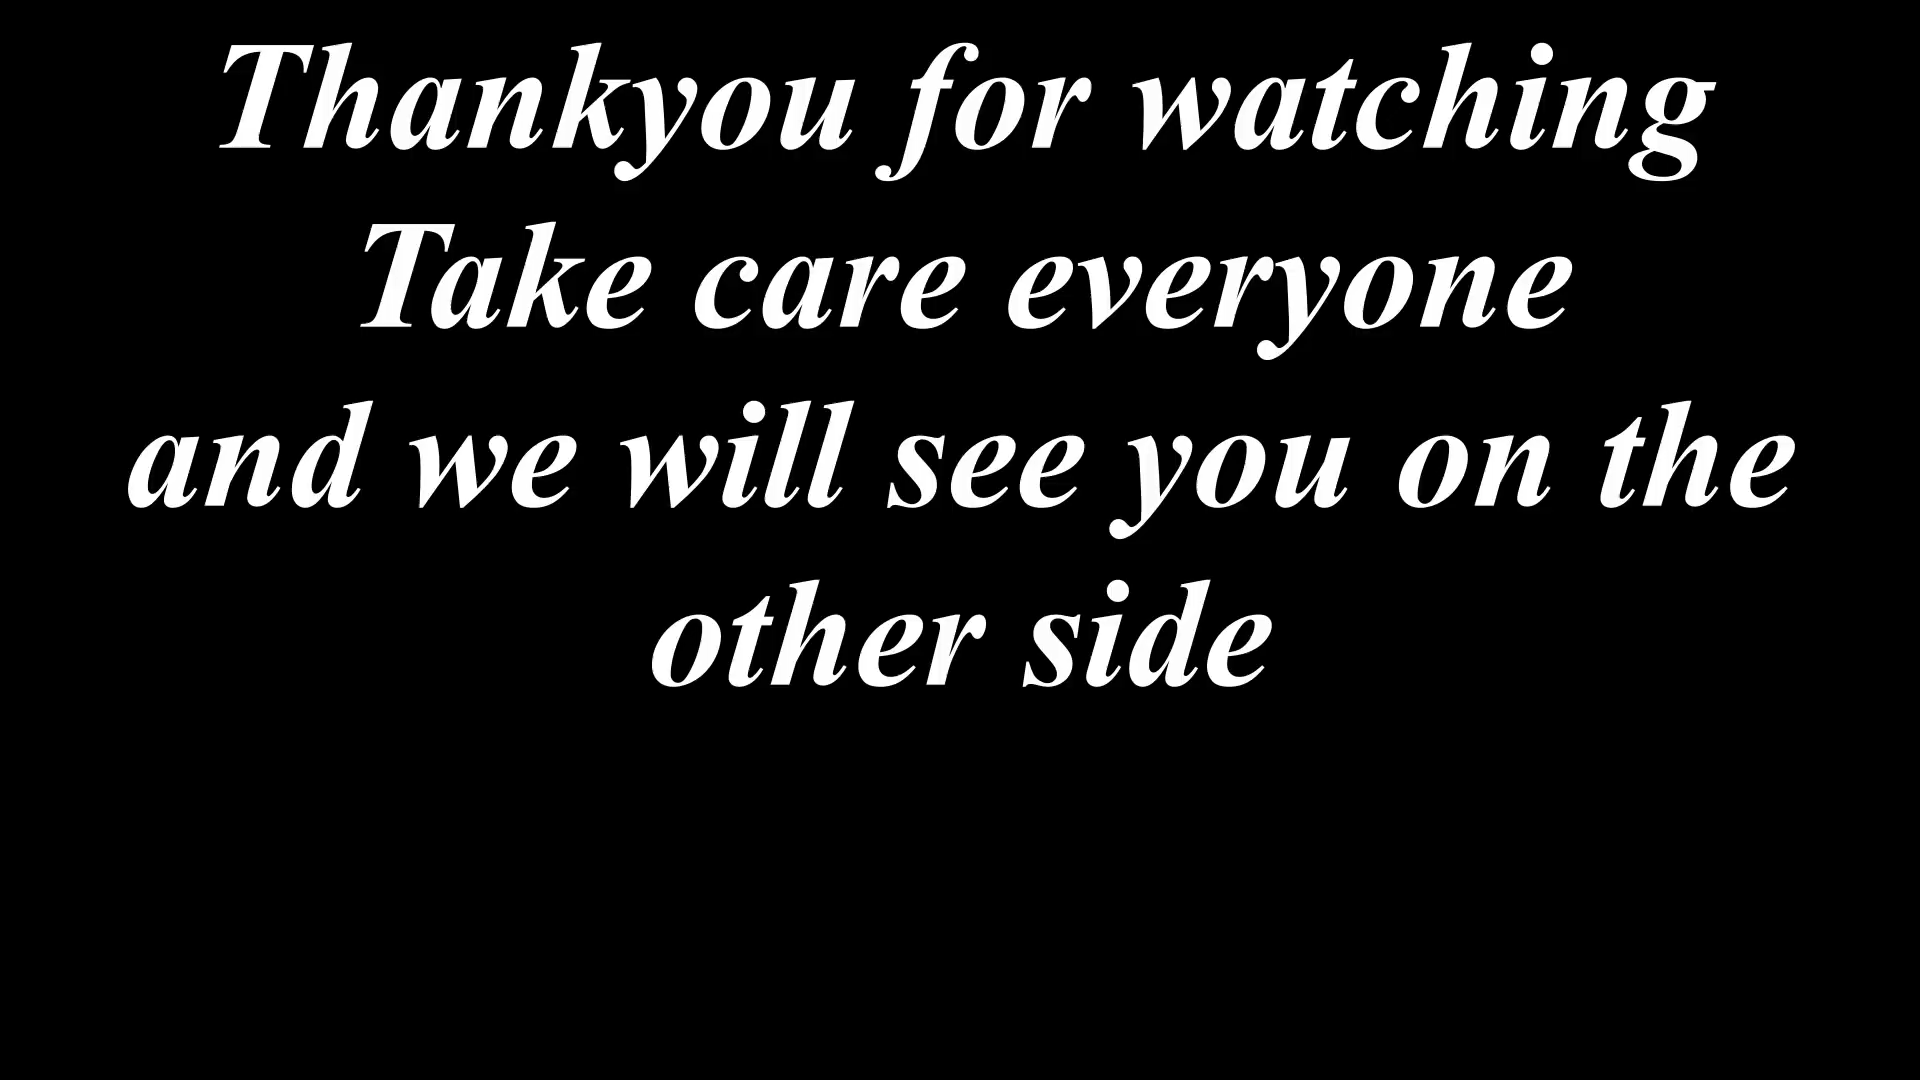 Thankyou for watching
Take care everyone
and we will see you on the
other side